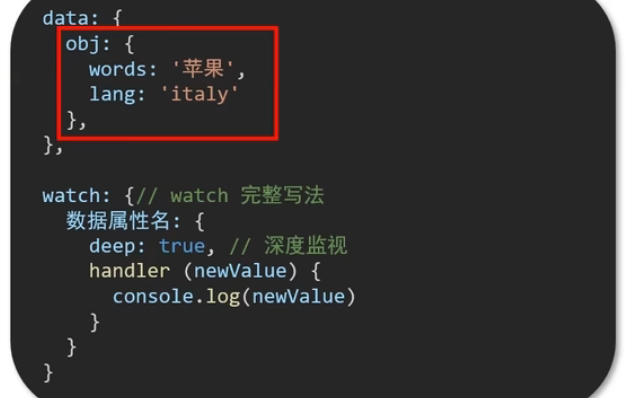 data: {
  obj: {
    words: '苹果',
    lang: 'italy'
  },
},
watch: {// watch 完整写法
  数据属性名: {
    deep: true, // 深度监视
    handler (newValue) {
      console.log(newValue)
    }
  }
}